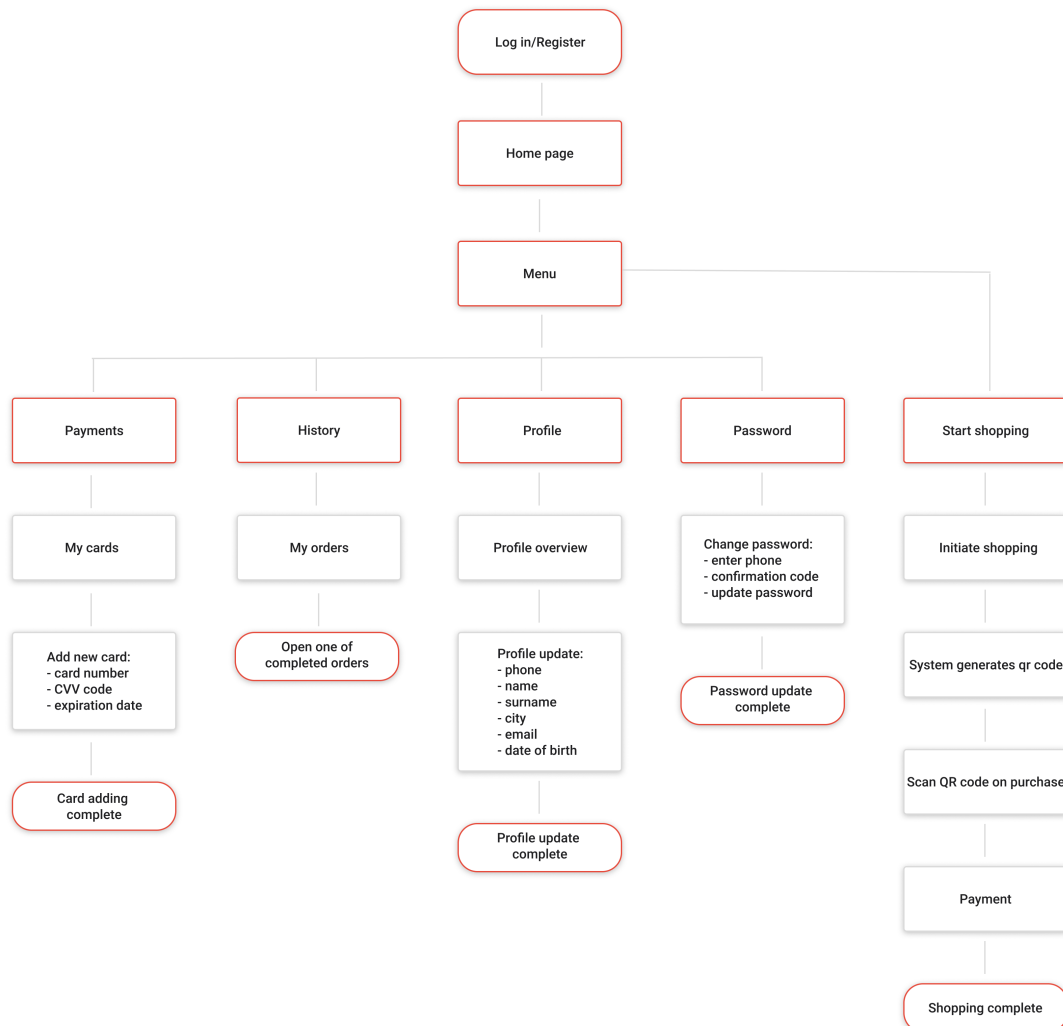 Log in/Register
Home page
Menu
Payments
History
Profile
Password
Start shopping
My cards
My orders
Profile overview
Change password:
- enter phone
- confirmation code
- update password
Initiate shopping
Add new card:
- card number
- CVV code
- expiration date
Open one of
completed orders
Profile update:
- phone
- name
- surname
- city
- email
- date of birth
Password update
complete
System generates qr code
Card adding
complete
Profile update
complete
Scan QR code on purchase
Payment
Shopping complete